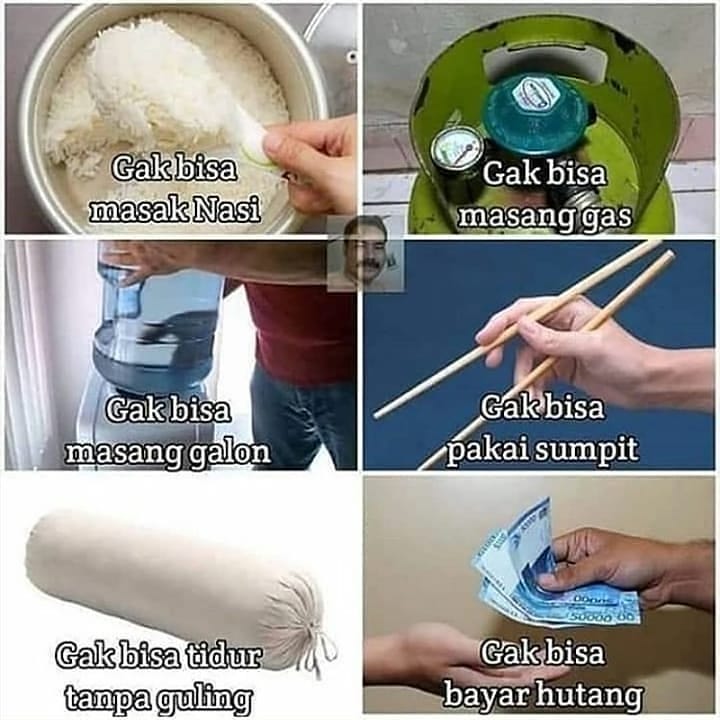 Gak bisa
masak Nasi
Gak bisa
masang gas
Gak bisa
masang galon
Gak bisa
pakai sumpit
Gak bisa tidur
tanpa guling
Gak bisa
bayar hutang
50000